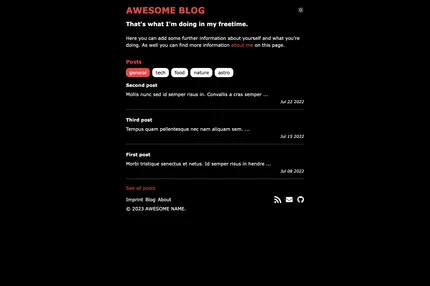 AWESOME BLOG
That's what I'm doing in my freetime.
Here you can add some further information about yourself and what you're
doing. As well you can find more information about me on this page.
Posts
general tech food nature astro
Second post
Mollis nunc sed id semper risus in. Convallis a cras semper ...
Jul 22 2022
Third post
Tempus quam pellentesque nec nam aliquam sem. ...
Jul 15 2022
First post
Morbi tristique senectus et netus. Id semper risus in hendre ...
Jul 08 2022
See all posts
Imprint Blog About
© 2023 AWESOME NAME.